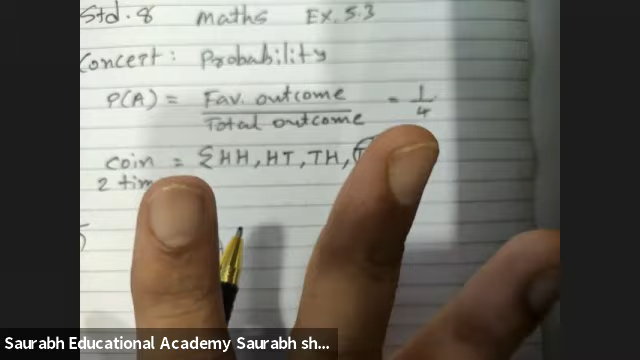 Std. 8 Maths Ex. 5.3
Concept: Probability
P(A) = Fav. outcome / Total outcome = 1/4
coin = {HH, HT, TH,
2
Saurabh Educational Academy Saurabh sh...